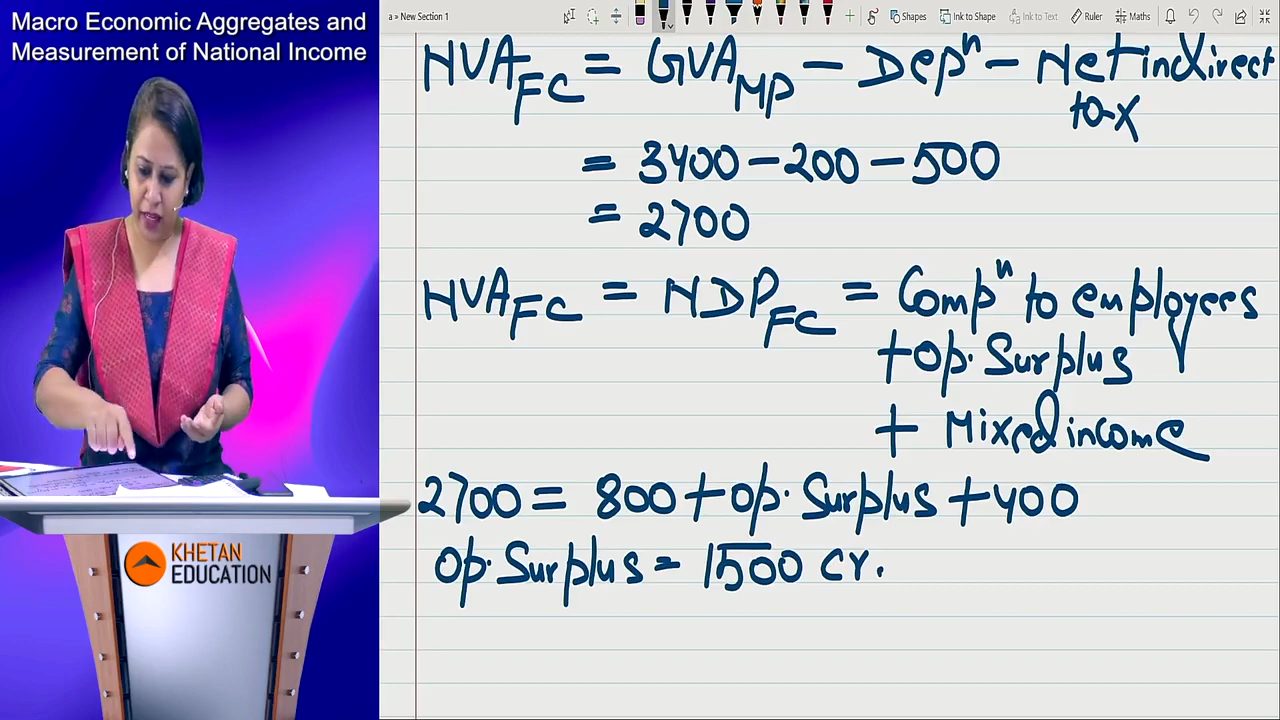 Macro Economic Aggregates and
Measurement of National Income
a » New Section 1
Shapes Ink to Shape Ink to Text Ruler Maths
NVA FC = GVA MP - Depn - Net indirect
tax
= 3400 - 200 - 500
= 2700
NVA FC = NDP FC = Compn to employees
+ Op. Surplus
+ Mixed income
2700 = 800 + Op. Surplus + 400
Op. Surplus = 1500 cr.
KHETAN
EDUCATION